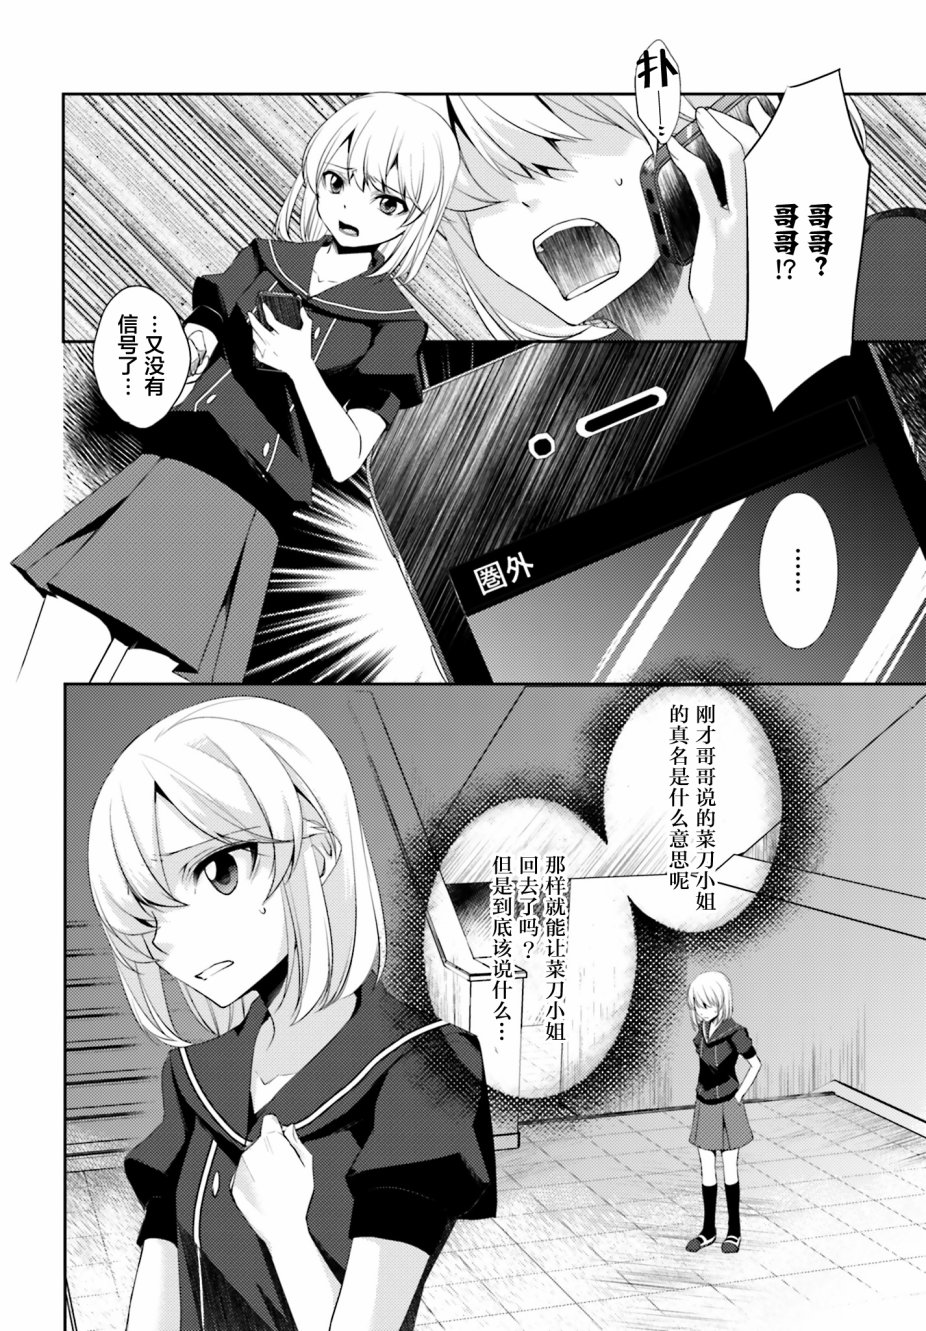 哥哥？
哥哥!?
卟……
……
圏外
…又没有
信号了…
刚才哥哥说的菜刀小姐
的真名是什么意思呢
那样就能让菜刀小姐
回去了吗？
但是到底该说什么…